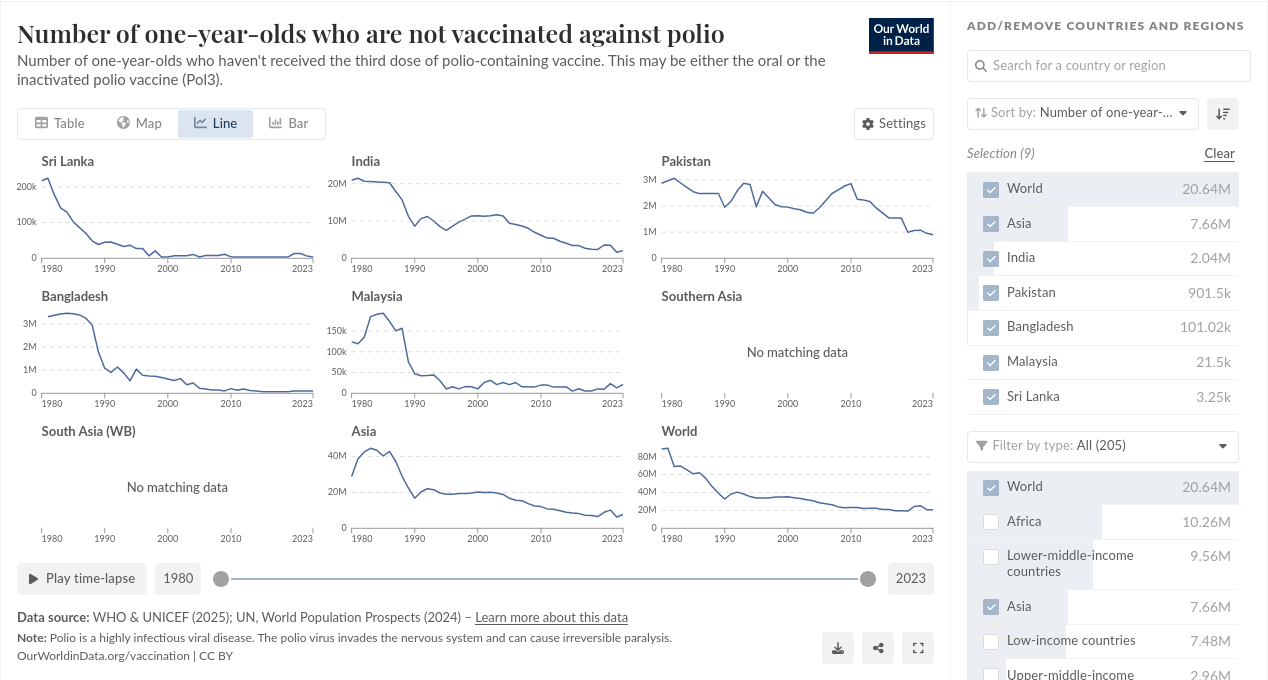 Number of one-year-olds who are not vaccinated against polio
Number of one-year-olds who haven't received the third dose of polio-containing vaccine. This may be either the oral or the
inactivated polio vaccine (Pol3).
Our World
in Data
Table
Map
Line
Bar
Settings
Sri Lanka
200k
100k
0
1980 1990 2000 2010 2023
India
20M
10M
0
1980 1990 2000 2010 2023
Pakistan
3M
2M
1M
0
1980 1990 2000 2010 2023
Bangladesh
3M
2M
1M
0
1980 1990 2000 2010 2023
Malaysia
150k
100k
50k
0
1980 1990 2000 2010 2023
Southern Asia
No matching data
1980 1990 2000 2010 2023
South Asia (WB)
No matching data
1980 1990 2000 2010 2023
Asia
40M
20M
0
1980 1990 2000 2010 2023
World
80M
60M
40M
20M
0
1980 1990 2000 2010 2023
Play time-lapse
1980
2023
Data source: WHO & UNICEF (2025); UN, World Population Prospects (2024) – Learn more about this data
Note: Polio is a highly infectious viral disease. The polio virus invades the nervous system and can cause irreversible paralysis.
OurWorldinData.org/vaccination | CC BY
ADD/REMOVE COUNTRIES AND REGIONS
Search for a country or region
Sort by: Number of one-year-...
Selection (9)
Clear
World 20.64M
Asia 7.66M
India 2.04M
Pakistan 901.5k
Bangladesh 101.02k
Malaysia 21.5k
Sri Lanka 3.25k
Filter by type: All (205)
World 20.64M
Africa 10.26M
Lower-middle-income 9.56M
countries
Asia 7.66M
Low-income countries 7.48M
Upper-middle-income 2.96M